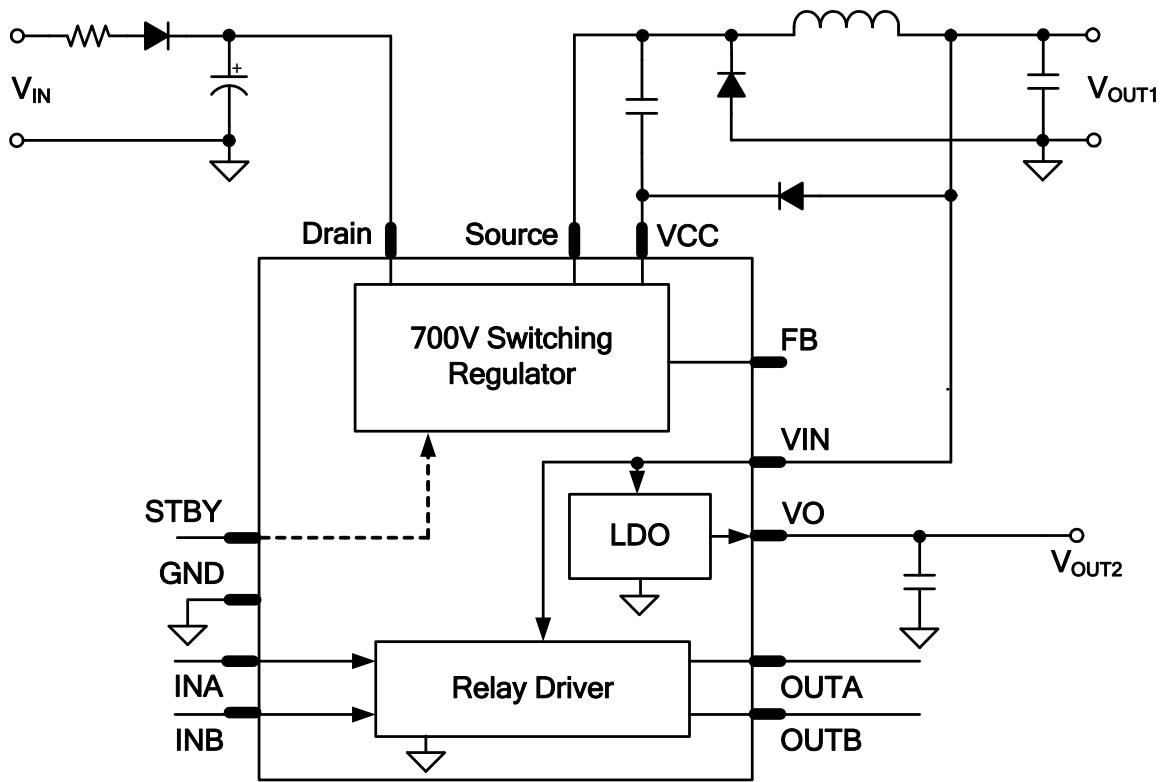 +
VIN
VOUT1
Drain
Source
VCC
700V Switching
Regulator
FB
VIN
STBY
LDO
VO
VOUT2
GND
INA
Relay Driver
OUTA
INB
OUTB